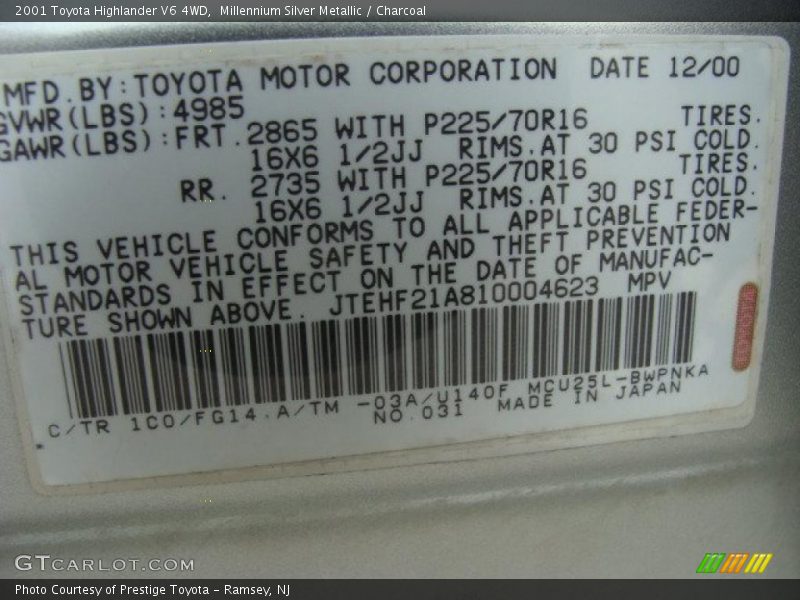 2001 Toyota Highlander V6 4WD,  Millennium Silver Metallic / Charcoal
MFD.BY:TOYOTA MOTOR CORPORATION DATE 12/00
GVWR(LBS):4985
GAWR(LBS):FRT.2865 WITH P225/70R16 TIRES.
16X6 1/2JJ RIMS.AT 30 PSI COLD.
RR. 2735 WITH P225/70R16 TIRES.
16X6 1/2JJ RIMS.AT 30 PSI COLD.
THIS VEHICLE CONFORMS TO ALL APPLICABLE FEDER-
AL MOTOR VEHICLE SAFETY AND THEFT PREVENTION
STANDARDS IN EFFECT ON THE DATE OF MANUFAC-
TURE SHOWN ABOVE. JTEHF21A810004623 MPV
C/TR 1C0/FG14.A/TM -03A/U140F MCU25L-BWPNKA
NO.031 MADE IN JAPAN
GTCARLOT.COM
Photo Courtesy of Prestige Toyota - Ramsey, NJ